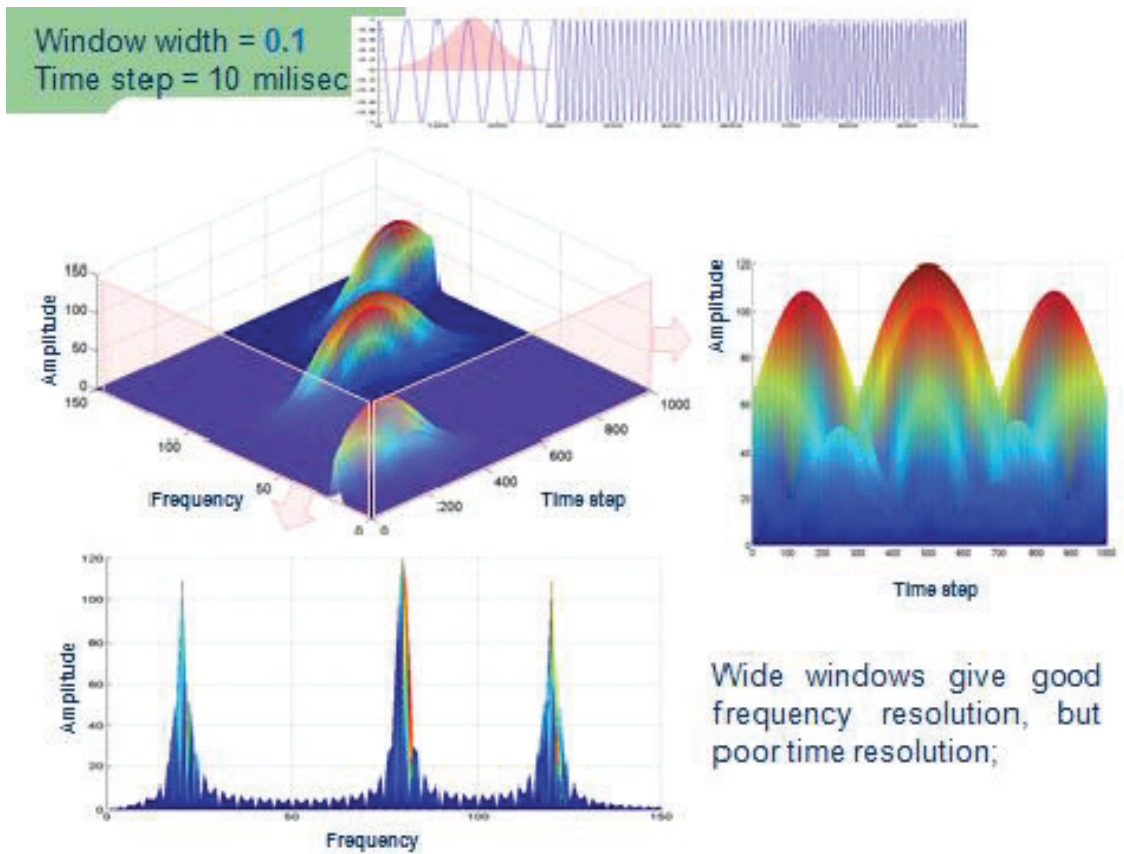 Window width = 0.1
Time step = 10 milisec
150
100
50
0
Amplitude
150
100
50
0
Frequency
0
200
400
600
800
1000
Time step
120
100
80
60
40
20
0
Amplitude
0 100 200 300 400 500 600 700 800 900 1000
Time step
120
100
80
60
40
20
0
Amplitude
0 50 100 150
Frequency
Wide windows give good
frequency resolution, but
poor time resolution;